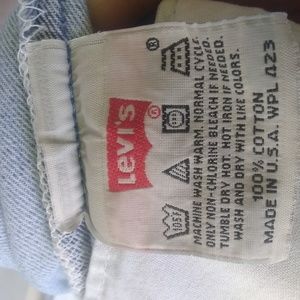 LEVI'S
®
105F
MACHINE WASH WARM. NORMAL CYCLE.
ONLY NON-CHLORINE BLEACH IF NEEDED.
TUMBLE DRY HOT. HOT IRON IF NEEDED.
WASH AND DRY WITH LIKE COLORS.
100% COTTON
MADE IN U.S.A. WPL 423